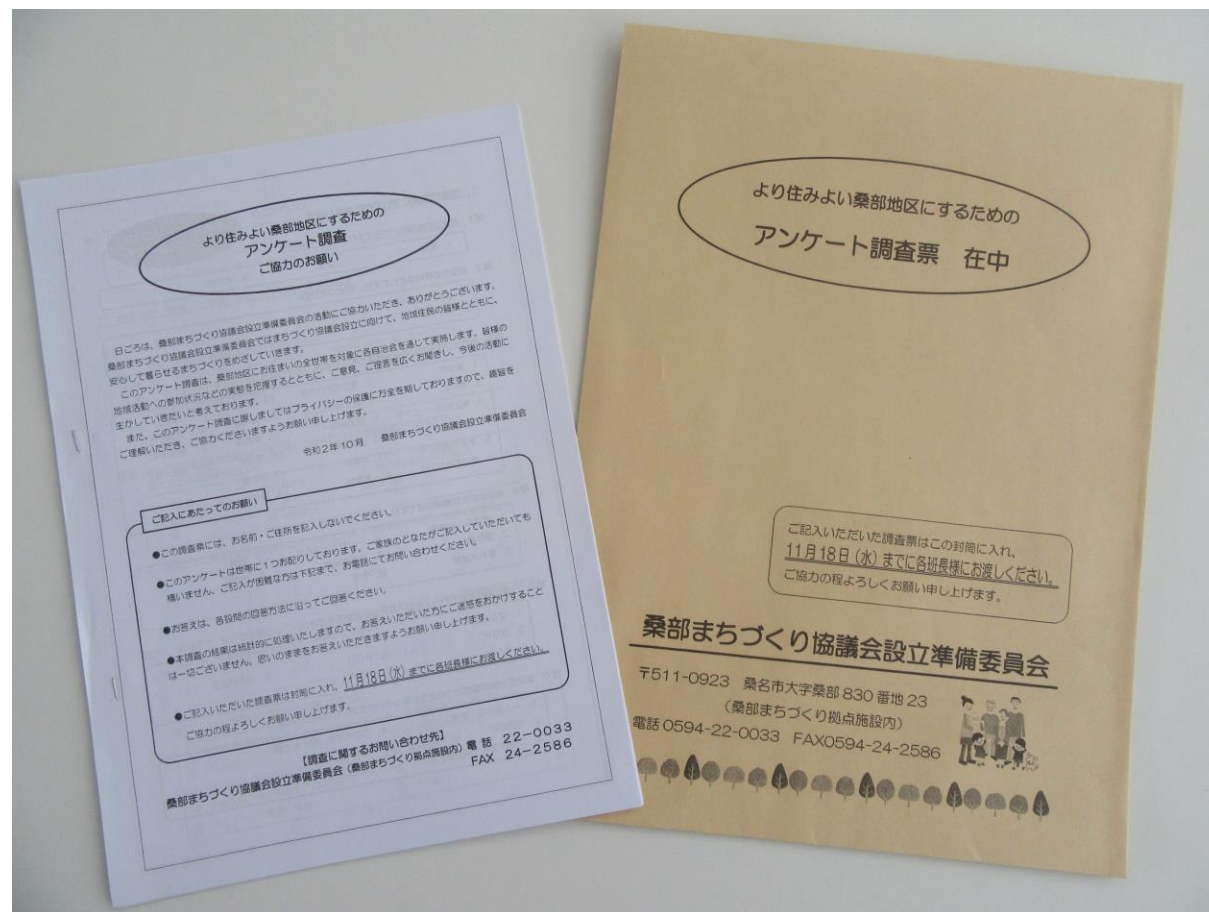 より住みよい桑部地区にするための
アンケート調査
ご協力のお願い
日ごろは、桑部まちづくり協議会設立準備委員会の活動にご協力いただき、ありがとうございます。
桑部まちづくり協議会設立準備委員会ではまちづくり協議会設立に向けて、地域住民の皆様とともに、
安心して暮らせるまちづくりをめざしていきます。
このアンケート調査は、桑部地区にお住まいの全世帯を対象に各自治会を通じて実施します。皆様の
地域活動への参加状況などの実態を把握するとともに、ご意見、ご提言を広くお聞きし、今後の活動に
生かしていきたいと考えております。
また、このアンケート調査に際しましてはプライバシーの保護に万全を期しておりますので、趣旨を
ご理解いただき、ご協力くださいますようお願い申し上げます。
令和2年10月 桑部まちづくり協議会設立準備委員会
ご記入にあたってのお願い
●この調査票には、お名前・ご住所を記入しないでください。
●このアンケートは世帯に1つお配りしております。ご家族のどなたがご記入していただいても
構いません。ご記入が困難な方は下記まで、お電話にてお問い合わせください。
●お答えは、各設問の回答方法に沿ってご回答ください。
●本調査の結果は統計的に処理いたしますので、お答えいただいた方にご迷惑をおかけすること
は一切ございません。思いのままをお答えいただきますようお願い申し上げます。
●ご記入いただいた調査票は封筒に入れ、11月18日(水)までに各班長様にお渡しください。
ご協力の程よろしくお願い申し上げます。
【調査に関するお問い合わせ先】
桑部まちづくり協議会設立準備委員会(桑部まちづくり拠点施設内)電話 22-0033
FAX 24-2586
より住みよい桑部地区にするための
アンケート調査票 在中
ご記入いただいた調査票はこの封筒に入れ、
11月18日(水)までに各班長様にお渡しください。
ご協力の程よろしくお願い申し上げます。
桑部まちづくり協議会設立準備委員会
〒511-0923 桑名市大字桑部830番地23
(桑部まちづくり拠点施設内)
電話0594-22-0033 FAX0594-24-2586